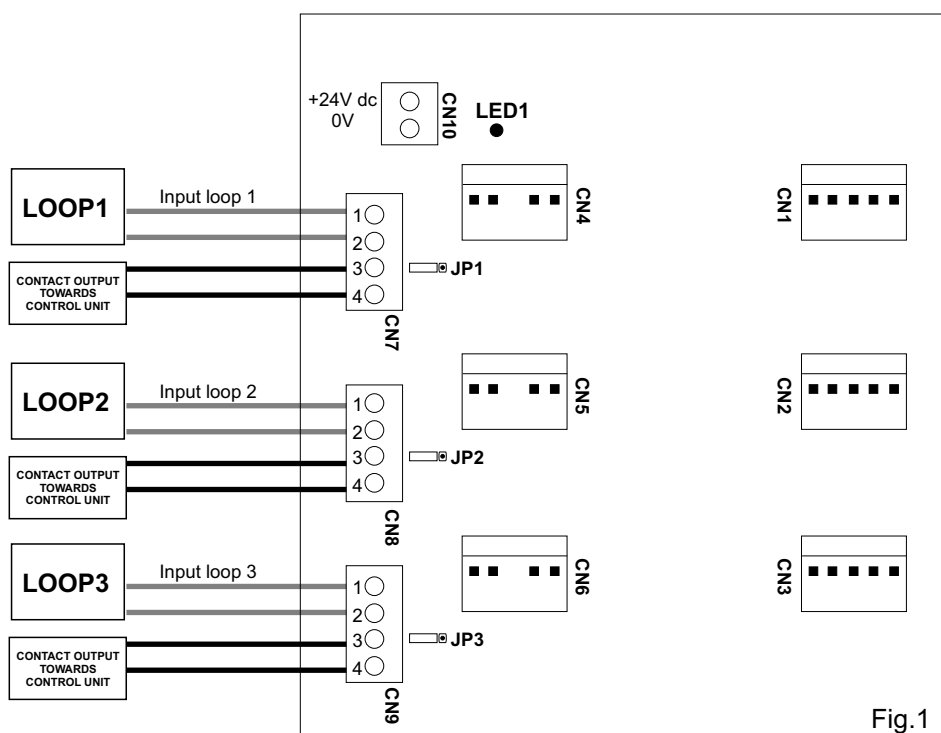 +24V dc
0V
CN10
LED1
LOOP1
Input loop 1
1
2
3
4
CN7
JP1
CN4
CN1
CONTACT OUTPUT
TOWARDS
CONTROL UNIT
LOOP2
Input loop 2
1
2
3
4
CN8
JP2
CN5
CN2
CONTACT OUTPUT
TOWARDS
CONTROL UNIT
LOOP3
Input loop 3
1
2
3
4
CN9
JP3
CN6
CN3
CONTACT OUTPUT
TOWARDS
CONTROL UNIT
Fig.1